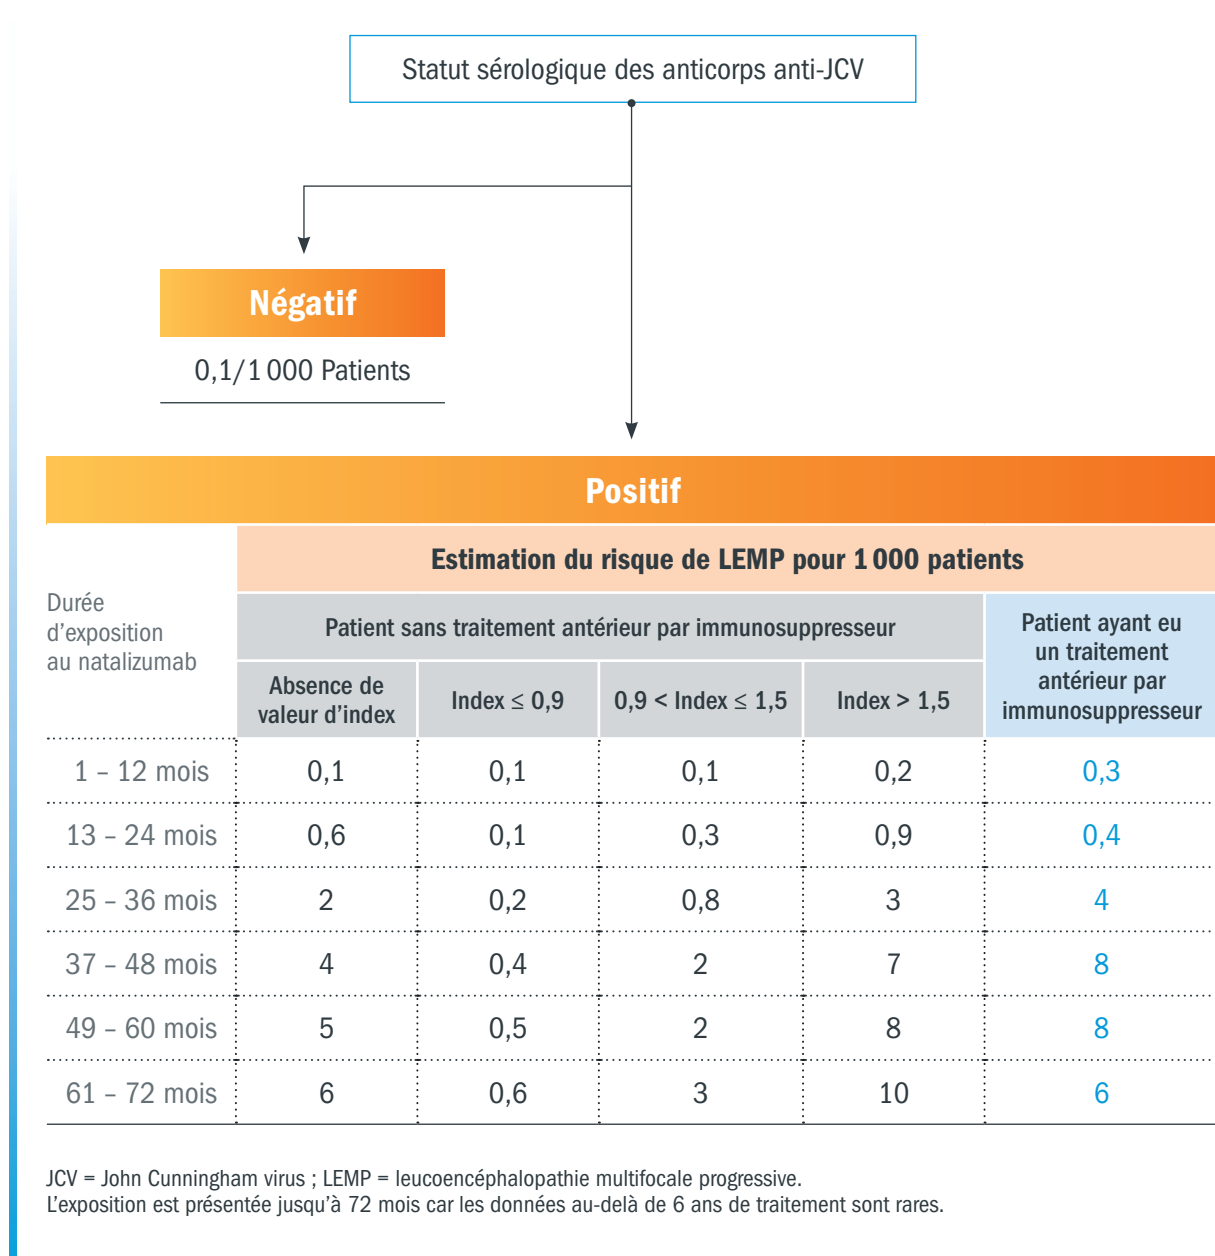 Statut sérologique des anticorps anti-JCV
Négatif
0,1/1 000 Patients
Positif
Estimation du risque de LEMP pour 1 000 patients
Durée
d'exposition
au natalizumab
Patient sans traitement antérieur par immunosuppresseur
Patient ayant eu
un traitement
antérieur par
immunosuppresseur
Absence de
valeur d'index
Index ≤ 0,9
0,9 < Index ≤ 1,5
Index > 1,5
1 – 12 mois 0,1 0,1 0,1 0,2 0,3
13 – 24 mois 0,6 0,1 0,3 0,9 0,4
25 – 36 mois 2 0,2 0,8 3 4
37 – 48 mois 4 0,4 2 7 8
49 – 60 mois 5 0,5 2 8 8
61 – 72 mois 6 0,6 3 10 6
JCV = John Cunningham virus ; LEMP = leucoencéphalopathie multifocale progressive.
L'exposition est présentée jusqu'à 72 mois car les données au-delà de 6 ans de traitement sont rares.